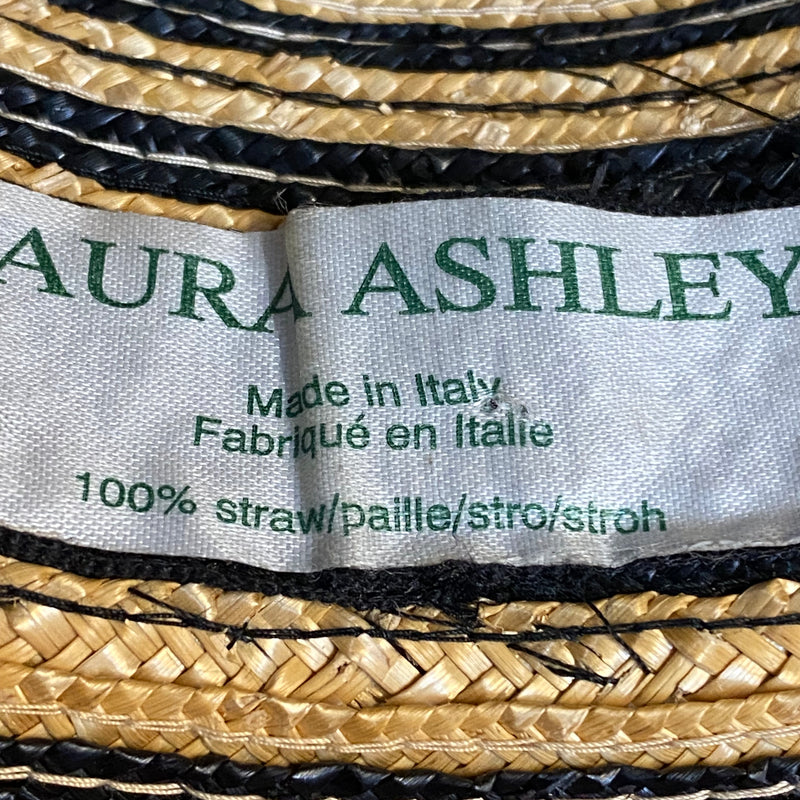 AURA ASHLEY
Made in Italy
Fabriqué en Italie
100% straw/paille/stro/stroh